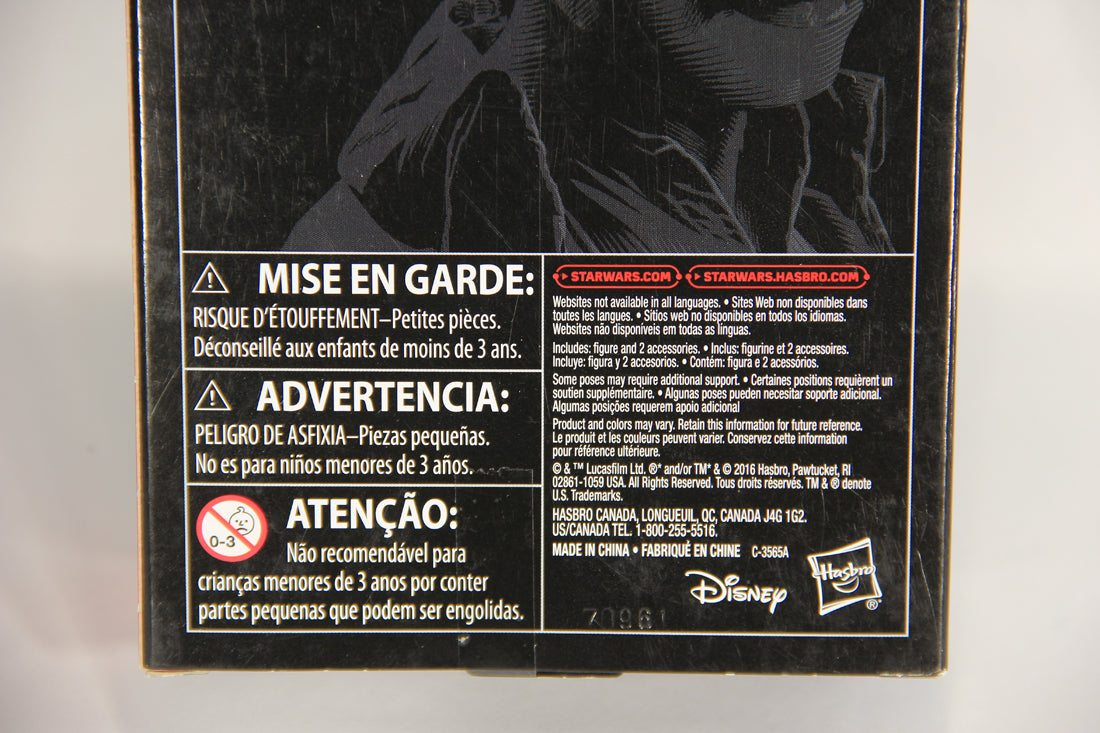 MISE EN GARDE:
RISQUE D'ÉTOUFFEMENT–Petites pièces.
Déconseillé aux enfants de moins de 3 ans.
ADVERTENCIA:
PELIGRO DE ASFIXIA–Piezas pequeñas.
No es para niños menores de 3 años.
0-3
ATENÇÃO:
Não recomendável para
crianças menores de 3 anos por conter
partes pequenas que podem ser engolidas.
STARWARS.COM STARWARS.HASBRO.COM
Websites not available in all languages. • Sites Web non disponibles dans
toutes les langues. • Sitios web no disponibles en todos los idiomas.
Websites não disponíveis em todas as línguas.
Includes: figure and 2 accessories. • Inclus: figurine et 2 accessoires.
Incluye: figura y 2 accesorios. • Contém: figura e 2 acessórios.
Some poses may require additional support. • Certaines positions requièrent un
soutien supplémentaire. • Algunas poses pueden necesitar soporte adicional.
Algumas posições requerem apoio adicional
Product and colors may vary. Retain this information for future reference.
Le produit et les couleurs peuvent varier. Conservez cette information
pour référence ultérieure.
© & ™ Lucasfilm Ltd. ®* and/or TM* & © 2016 Hasbro, Pawtucket, RI
02861-1059 USA. All Rights Reserved. Tous droits réservés. TM & ® denote
U.S. Trademarks.
HASBRO CANADA, LONGUEUIL, QC, CANADA J4G 1G2.
US/CANADA TEL. 1-800-255-5516.
MADE IN CHINA • FABRIQUÉ EN CHINE C-3565A
Disney Hasbro ®
70961